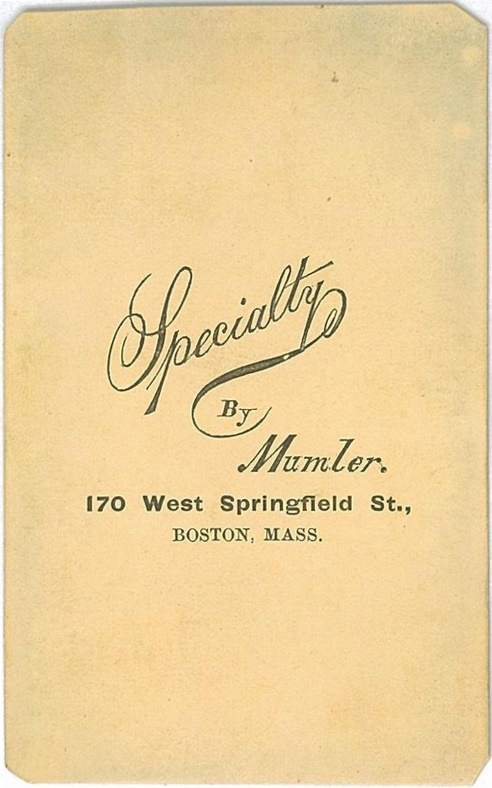 Specialty
By
Mumler.
170 West Springfield St.,
BOSTON, MASS.